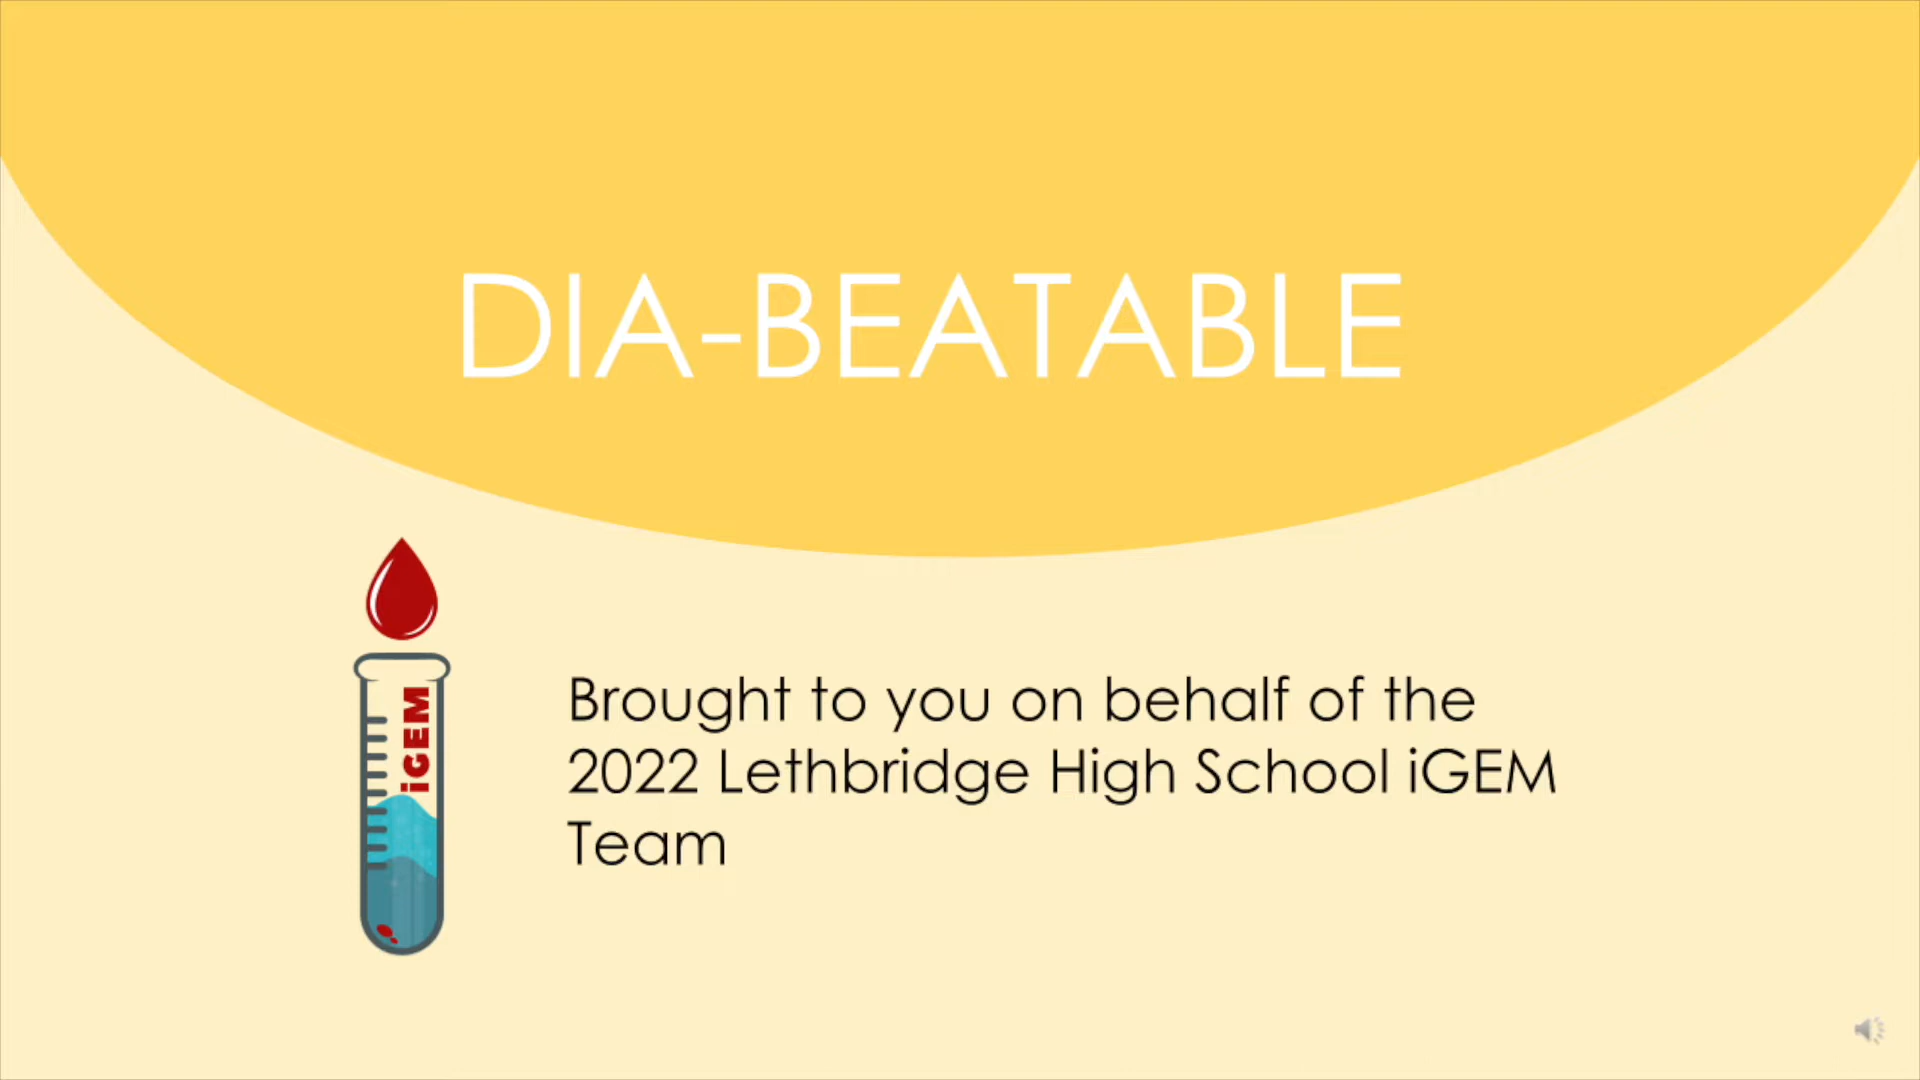 DIA-BEATABLE
iGEM
Brought to you on behalf of the
2022 Lethbridge High School iGEM
Team